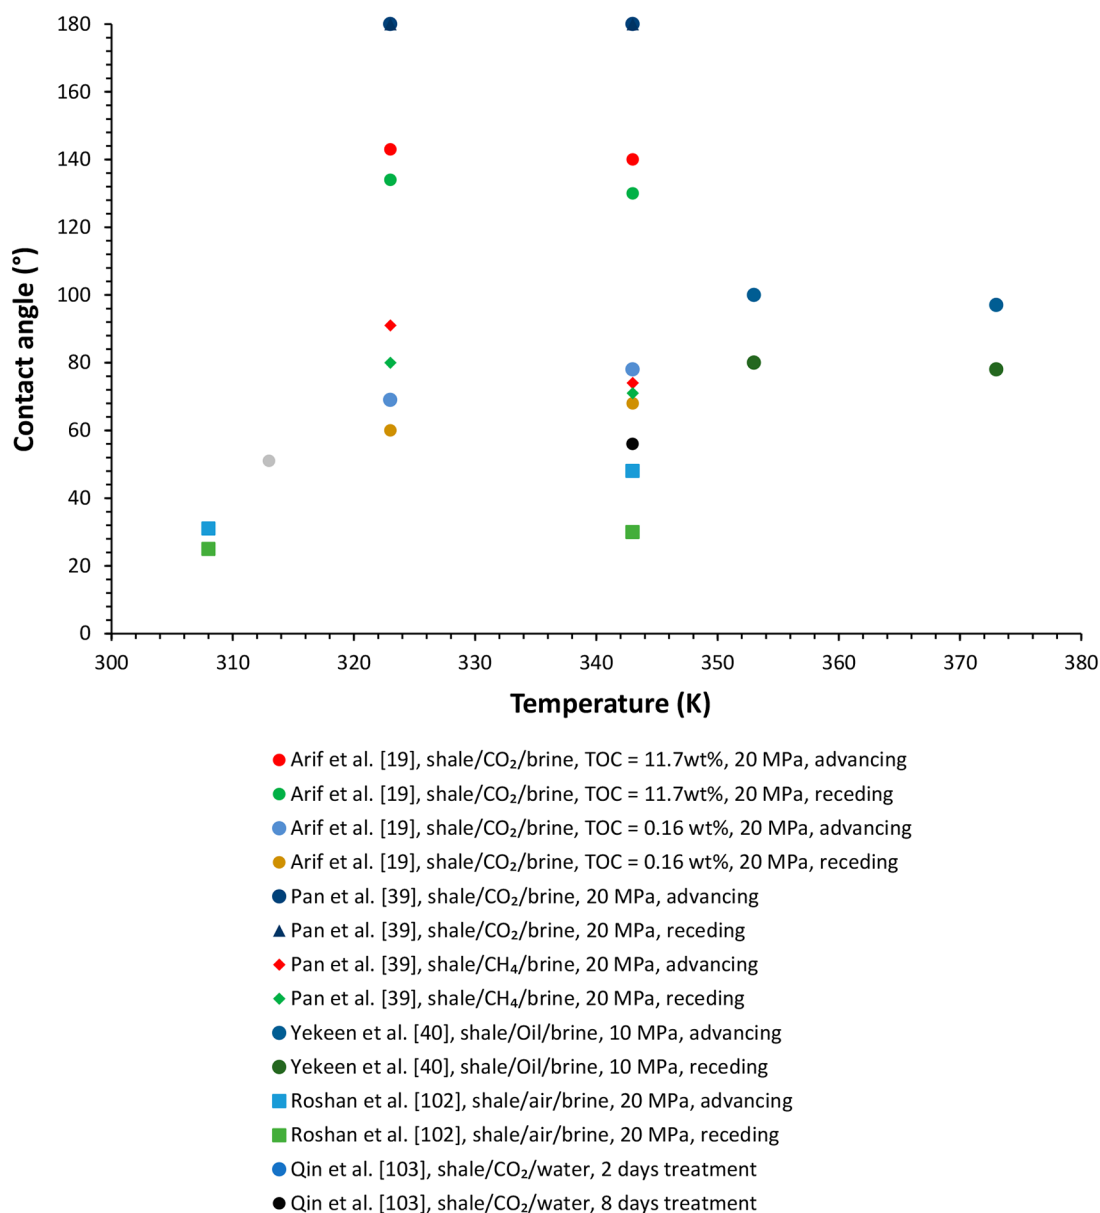 180
160
140
120
100
80
60
40
20
0
Contact angle (°)
300 310 320 330 340 350 360 370 380
Temperature (K)
Arif et al. [19], shale/CO₂/brine, TOC = 11.7wt%, 20 MPa, advancing
Arif et al. [19], shale/CO₂/brine, TOC = 11.7wt%, 20 MPa, receding
Arif et al. [19], shale/CO₂/brine, TOC = 0.16 wt%, 20 MPa, advancing
Arif et al. [19], shale/CO₂/brine, TOC = 0.16 wt%, 20 MPa, receding
Pan et al. [39], shale/CO₂/brine, 20 MPa, advancing
Pan et al. [39], shale/CO₂/brine, 20 MPa, receding
Pan et al. [39], shale/CH₄/brine, 20 MPa, advancing
Pan et al. [39], shale/CH₄/brine, 20 MPa, receding
Yekeen et al. [40], shale/Oil/brine, 10 MPa, advancing
Yekeen et al. [40], shale/Oil/brine, 10 MPa, receding
Roshan et al. [102], shale/air/brine, 20 MPa, advancing
Roshan et al. [102], shale/air/brine, 20 MPa, receding
Qin et al. [103], shale/CO₂/water, 2 days treatment
Qin et al. [103], shale/CO₂/water, 8 days treatment